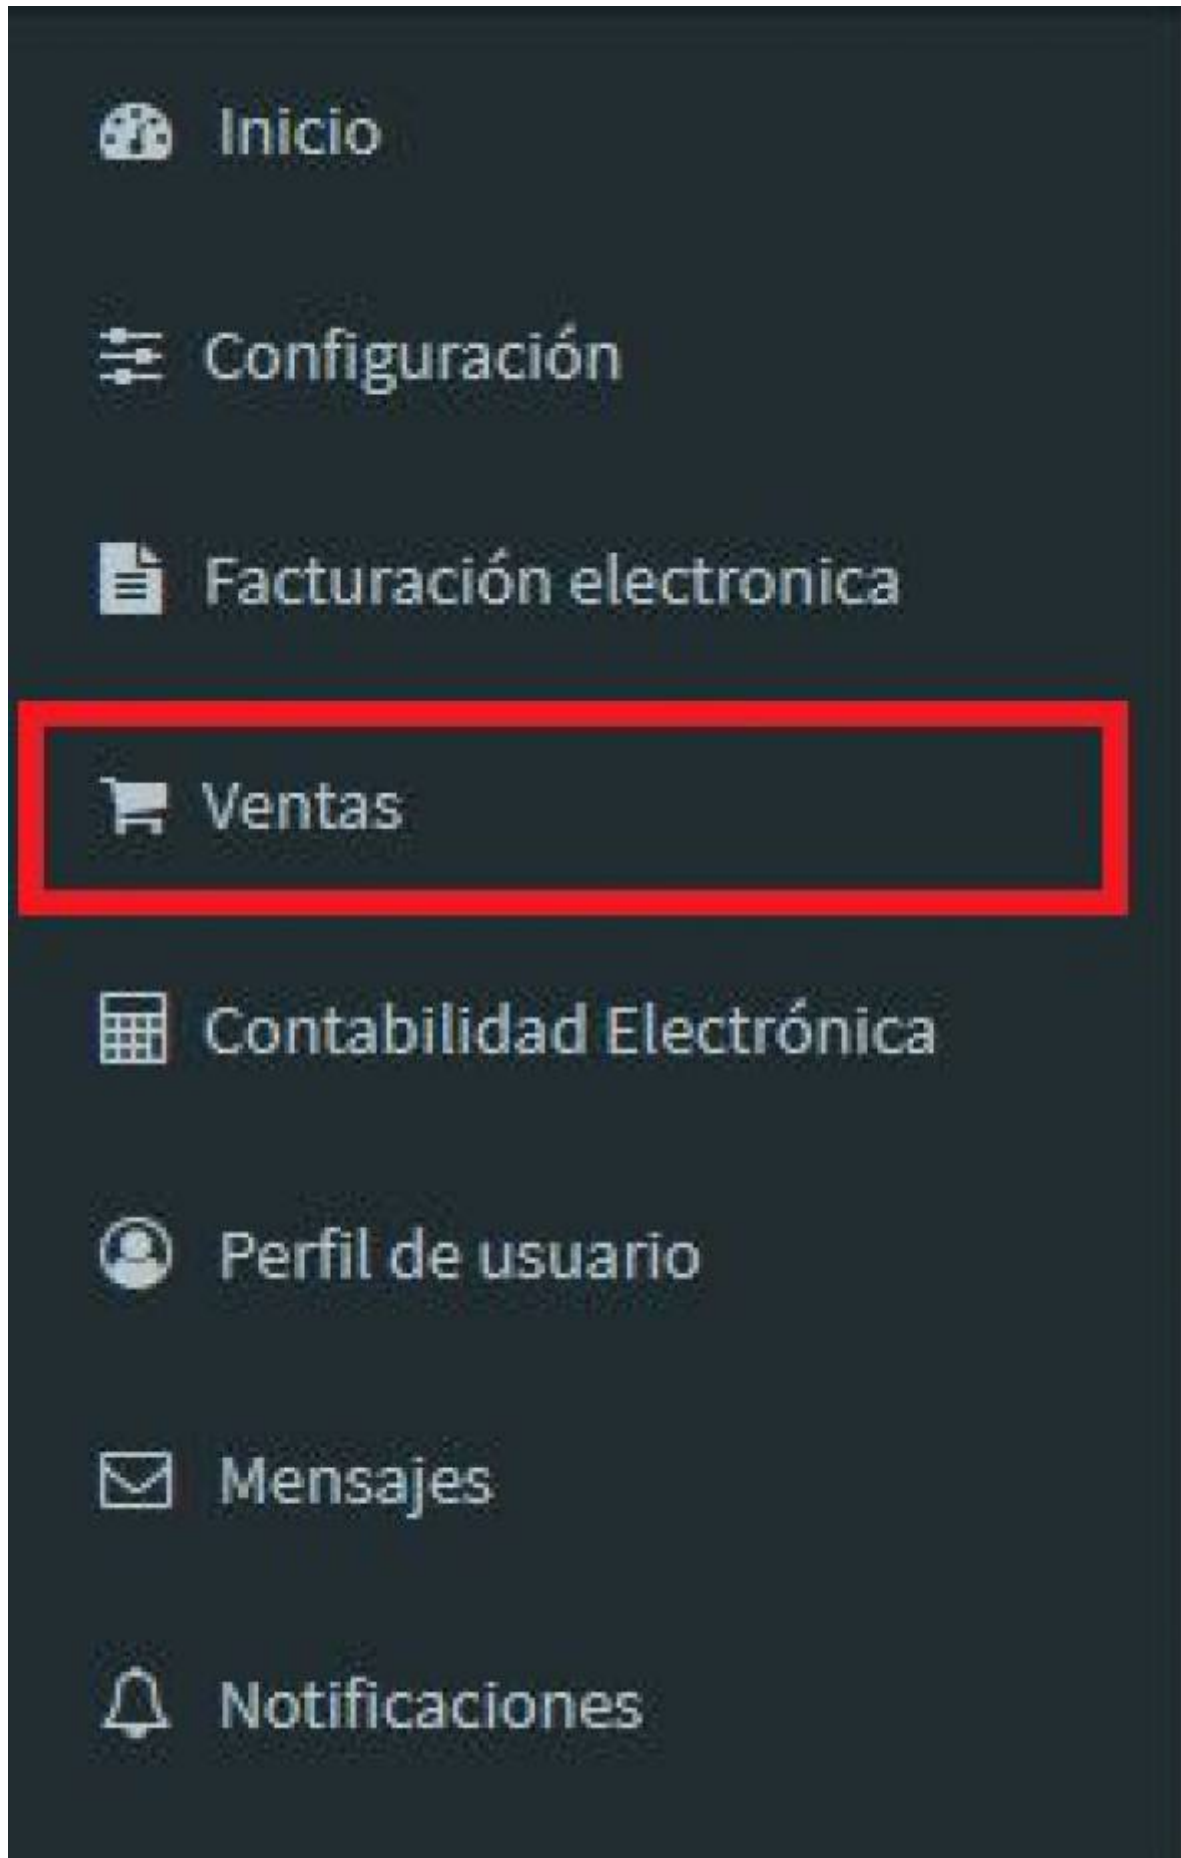 Inicio
Configuración
Facturación electronica
Ventas
Contabilidad Electrónica
Perfil de usuario
Mensajes
Notificaciones